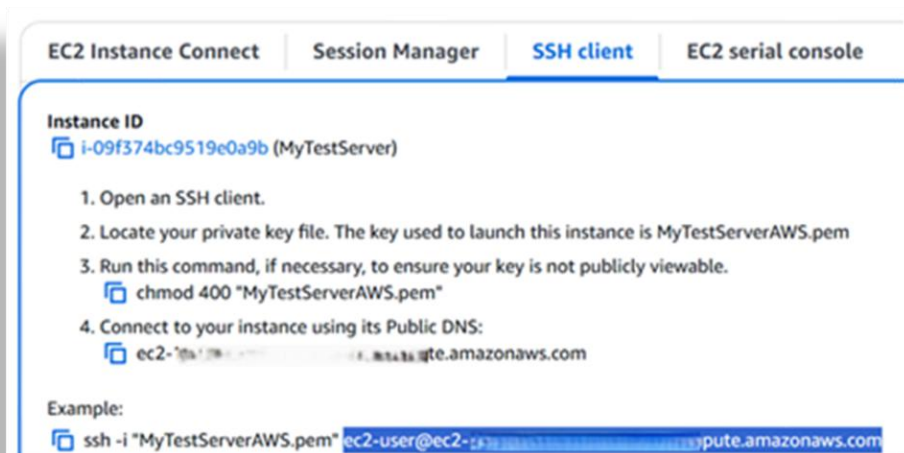 EC2 Instance Connect Session Manager SSH client EC2 serial console
Instance ID
i-09f374bc9519e0a9b (MyTestServer)
1. Open an SSH client.
2. Locate your private key file. The key used to launch this instance is MyTestServerAWS.pem
3. Run this command, if necessary, to ensure your key is not publicly viewable.
chmod 400 "MyTestServerAWS.pem"
4. Connect to your instance using its Public DNS:
ec2- te.amazonaws.com
Example:
ssh -i "MyTestServerAWS.pem" ec2-user@ec2- pute.amazonaws.com